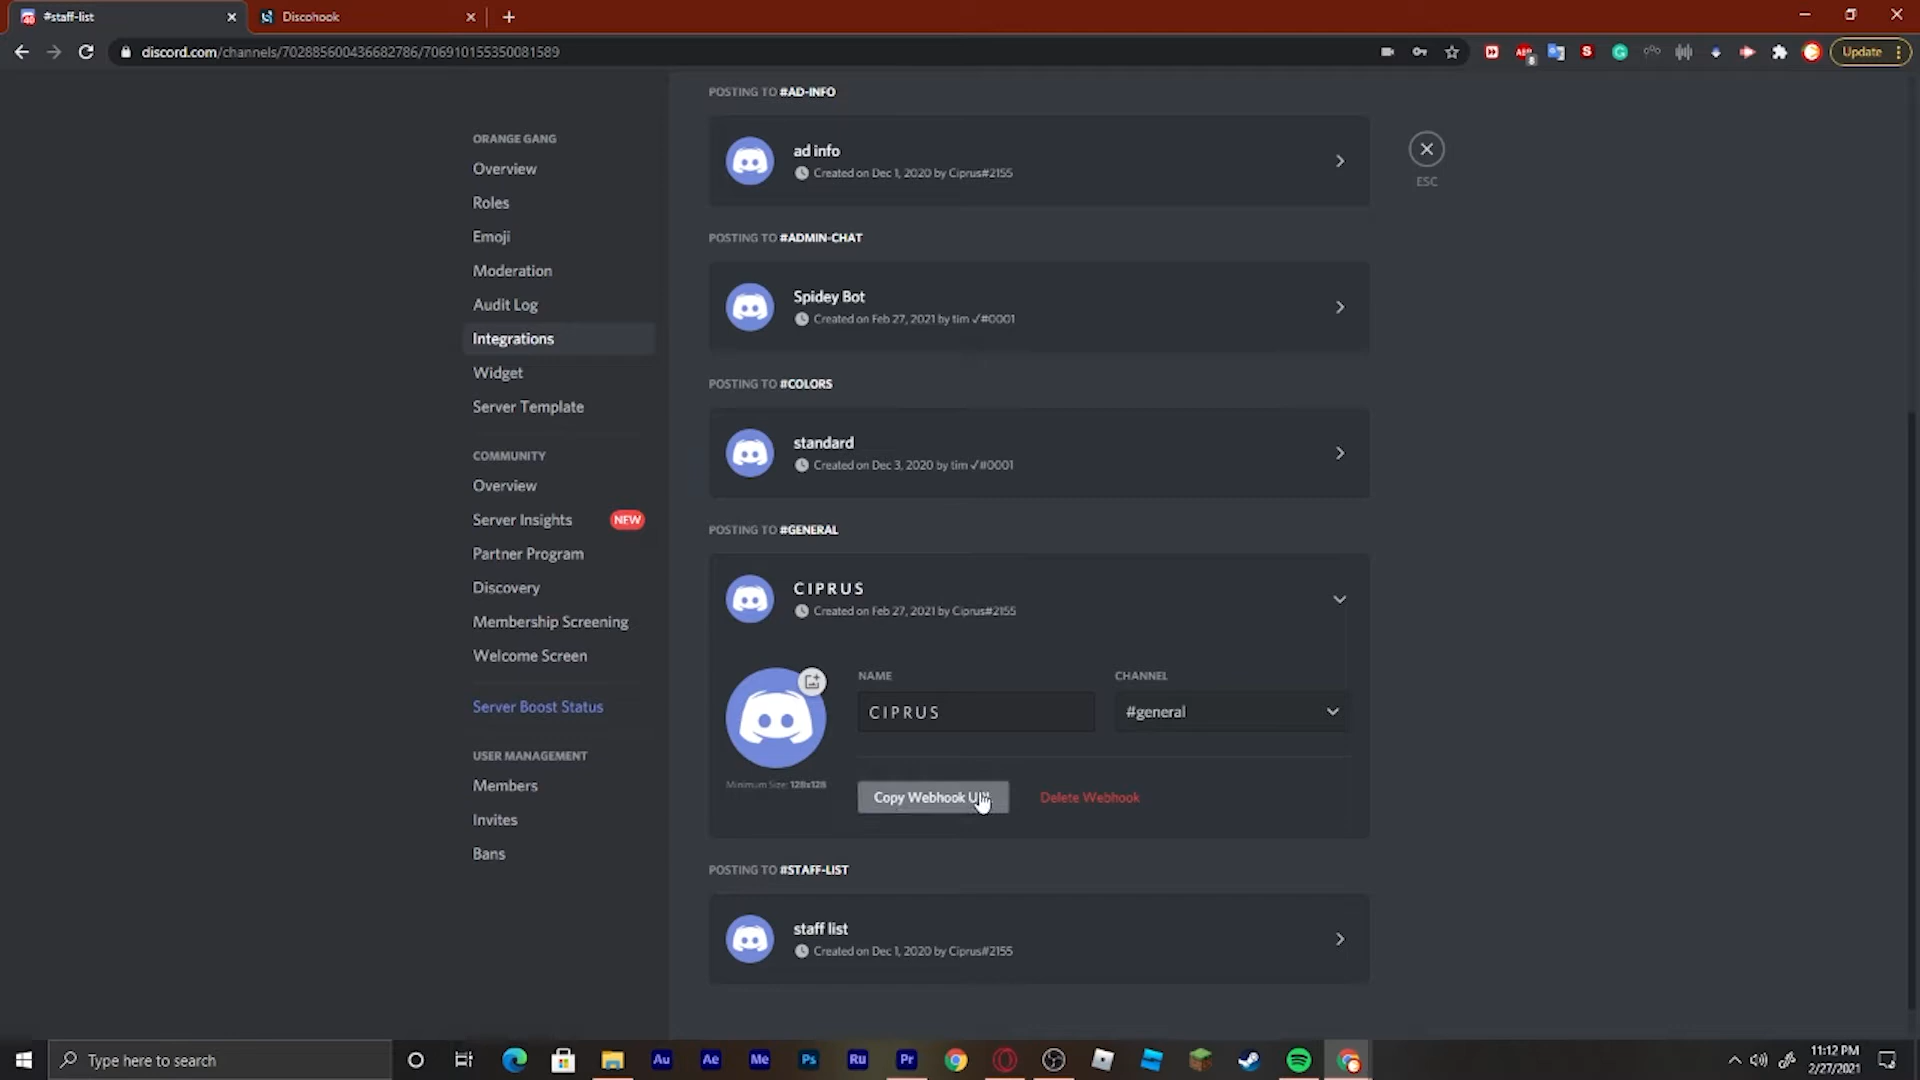 #staff-list
Discohook
discord.com/channels/702885600436682786/706910155350081589
Update
ORANGE GANG
Overview
Roles
Emoji
Moderation
Audit Log
Integrations
Widget
Server Template
COMMUNITY
Overview
Server Insights NEW
Partner Program
Discovery
Membership Screening
Welcome Screen
Server Boost Status
USER MANAGEMENT
Members
Invites
Bans
POSTING TO #AD-INFO
ad info
Created on Dec 1, 2020 by Ciprus#2155
POSTING TO #ADMIN-CHAT
Spidey Bot
Created on Feb 27, 2021 by tim ✓#0001
POSTING TO #COLORS
standard
Created on Dec 3, 2020 by tim ✓#0001
POSTING TO #GENERAL
C I P R U S
Created on Feb 27, 2021 by Ciprus#2155
NAME
C I P R U S
CHANNEL
#general
Minimum Size: 128x128
Copy Webhook
Delete Webhook
POSTING TO #STAFF-LIST
staff list
Created on Dec 1, 2020 by Ciprus#2155
ESC
Type here to search
Au
Ae
Me
Ps
Ru
Pr
11:12 PM
2/27/2021